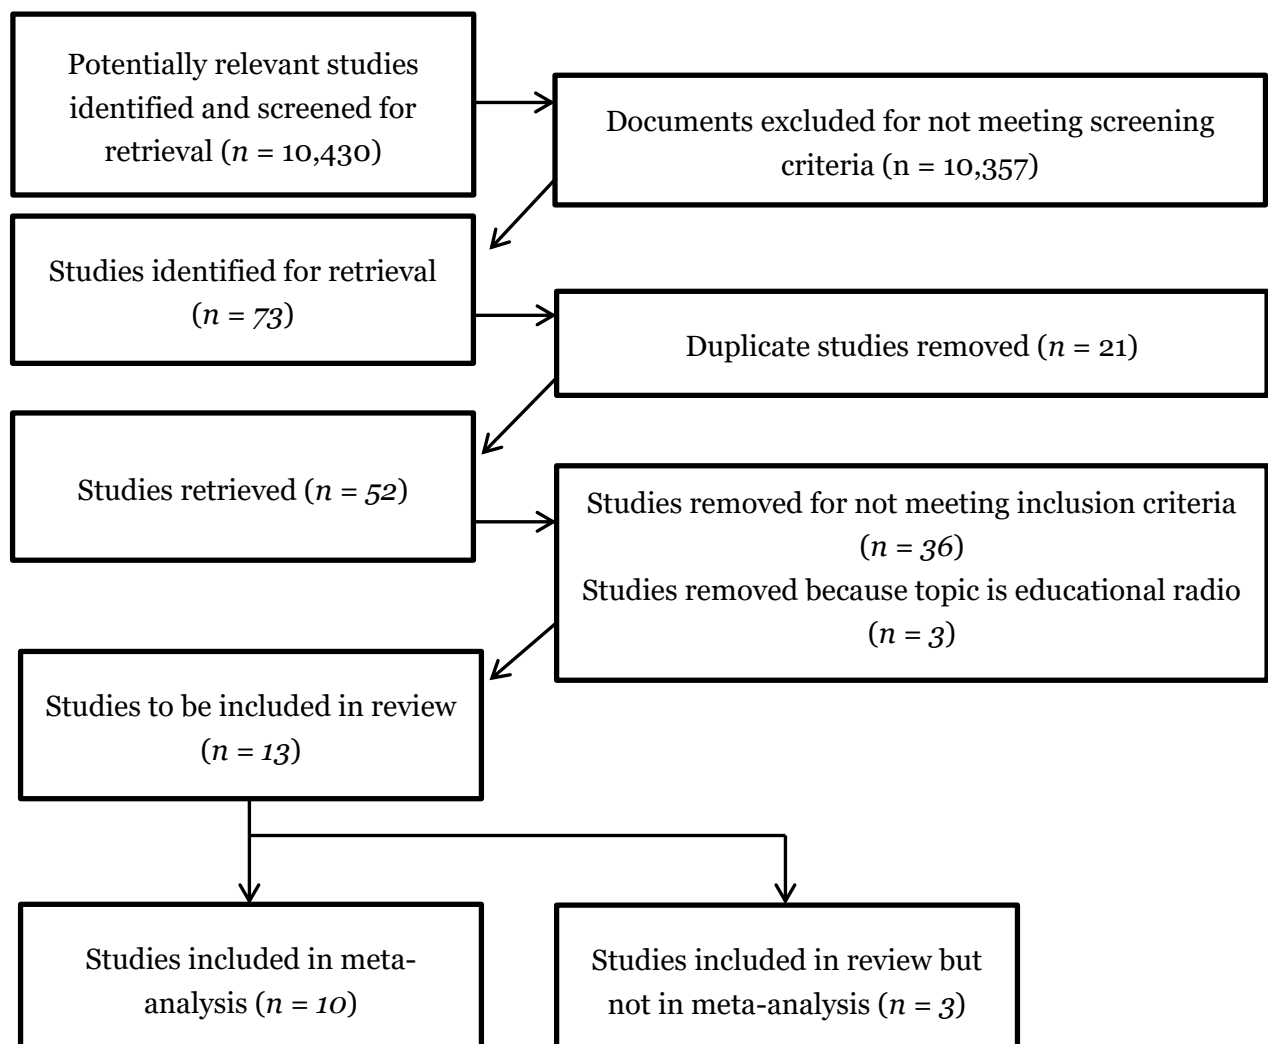 Potentially relevant studies
identified and screened for
retrieval (n = 10,430)
Documents excluded for not meeting screening
criteria (n = 10,357)
Studies identified for retrieval
(n = 73)
Duplicate studies removed (n = 21)
Studies retrieved (n = 52)
Studies removed for not meeting inclusion criteria
(n = 36)
Studies removed because topic is educational radio
(n = 3)
Studies to be included in review
(n = 13)
Studies included in meta-
analysis (n = 10)
Studies included in review but
not in meta-analysis (n = 3)